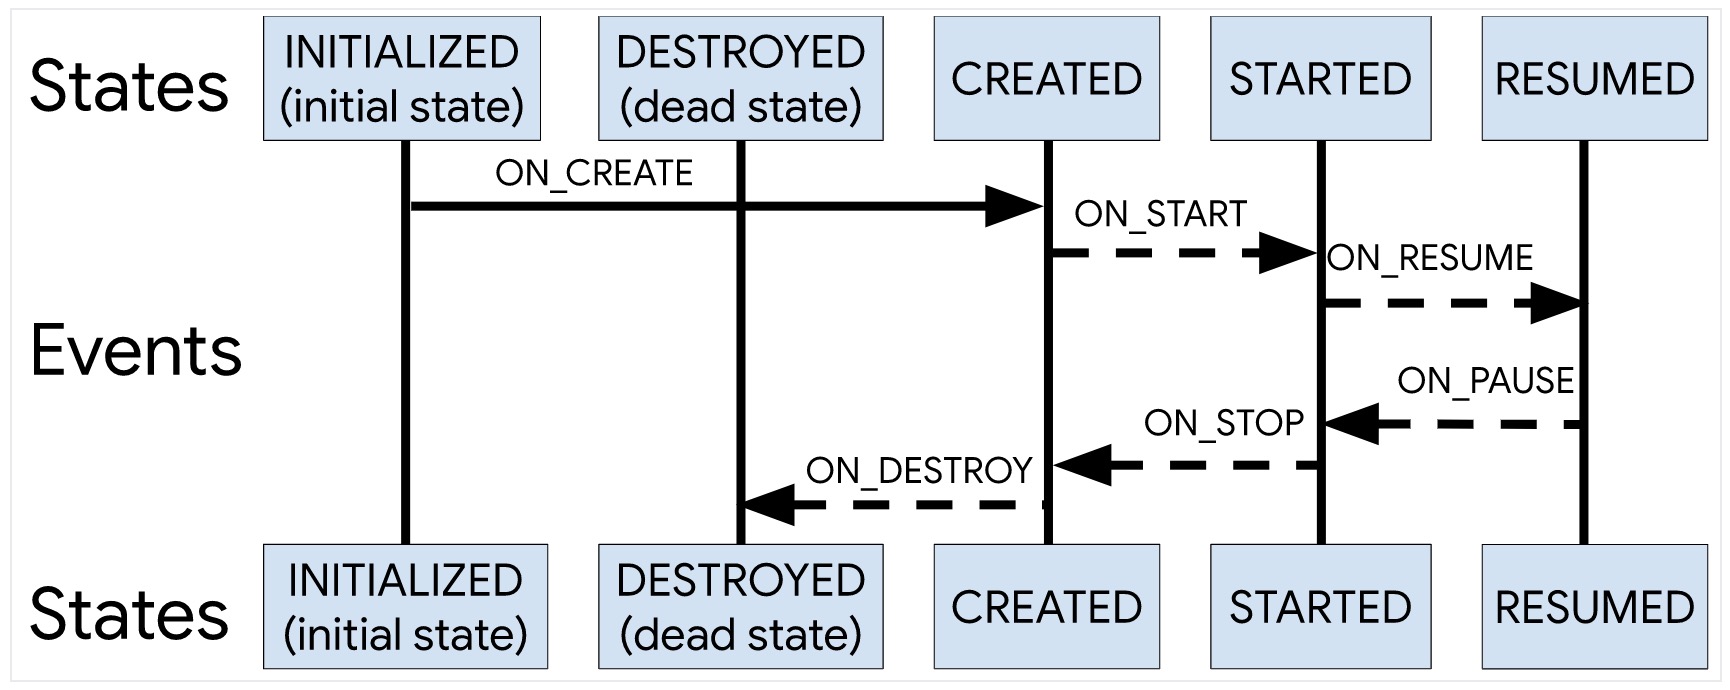 States
INITIALIZED
(initial state)
DESTROYED
(dead state)
CREATED
STARTED
RESUMED
ON_CREATE
ON_START
ON_RESUME
Events
ON_PAUSE
ON_STOP
ON_DESTROY
States
INITIALIZED
(initial state)
DESTROYED
(dead state)
CREATED
STARTED
RESUMED